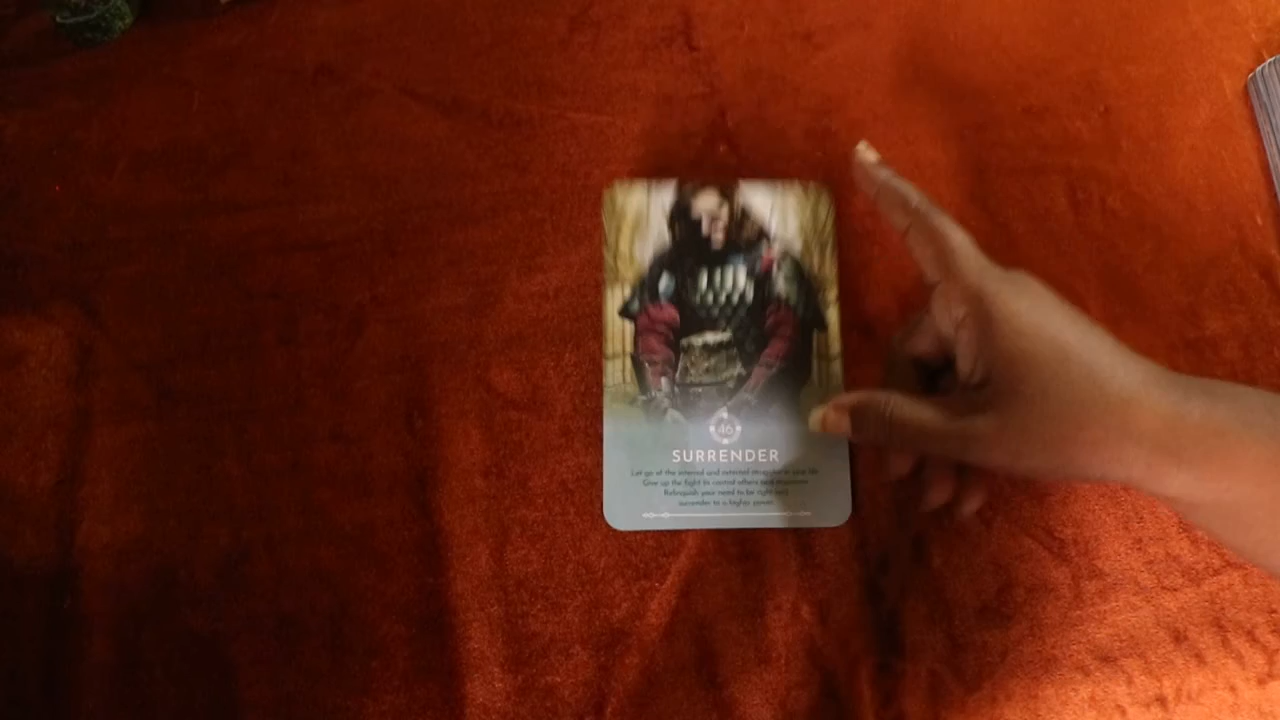 46
SURRENDER
Let go of the internal and external struggles in your life.
Give up the fight to control others and
Relinquish your need to be right and
surrender to a higher power.